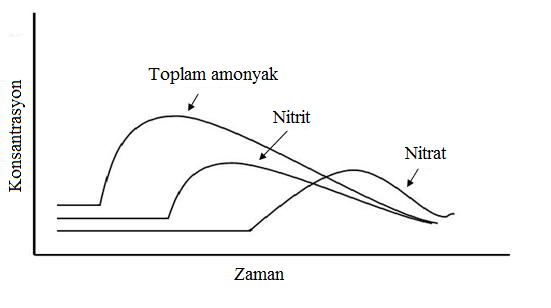 Toplam amonyak
Nitrit
Nitrat
Konsantrasyon
Zaman